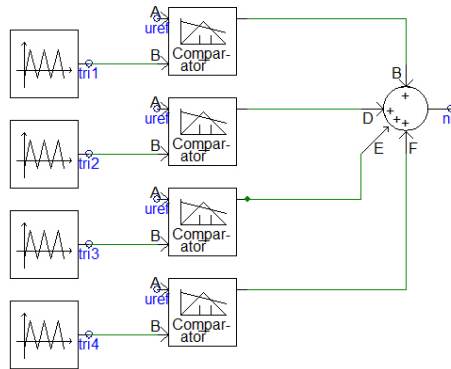 A
uref
Compar-
ator
B
tri1
B
A
uref
Compar-
ator
B
tri2
D
n
E
F
A
uref
Compar-
ator
B
tri3
A
uref
Compar-
ator
B
tri4